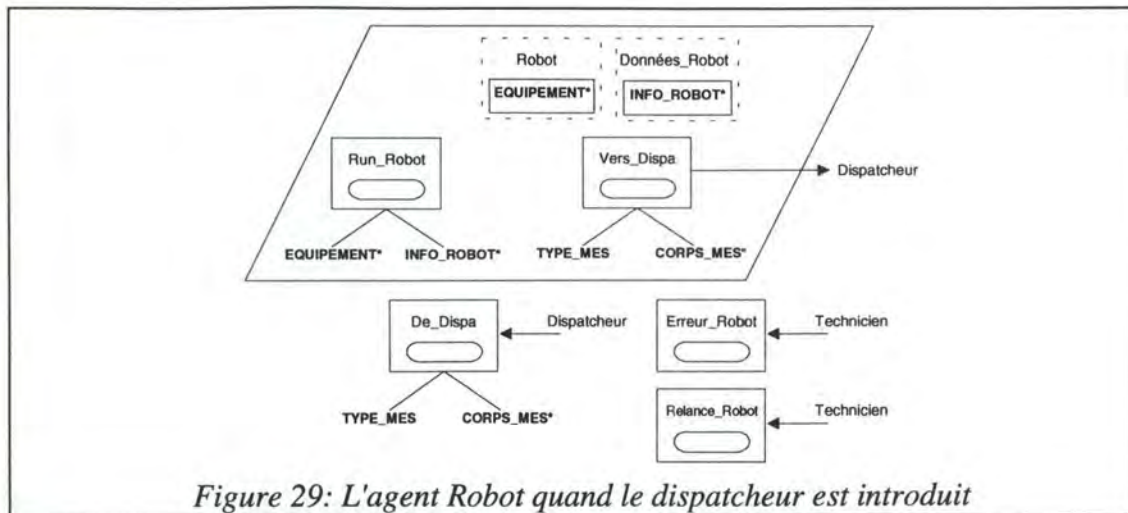 Robot
Données_Robot
EQUIPEMENT*
INFO_ROBOT*
Run_Robot
Vers_Dispa
Dispatcheur
EQUIPEMENT*
INFO_ROBOT*
TYPE_MES
CORPS_MES*
De_Dispa
Dispatcheur
Erreur_Robot
Technicien
TYPE_MES
CORPS_MES*
Relance_Robot
Technicien
Figure 29: L'agent Robot quand le dispatcheur est introduit